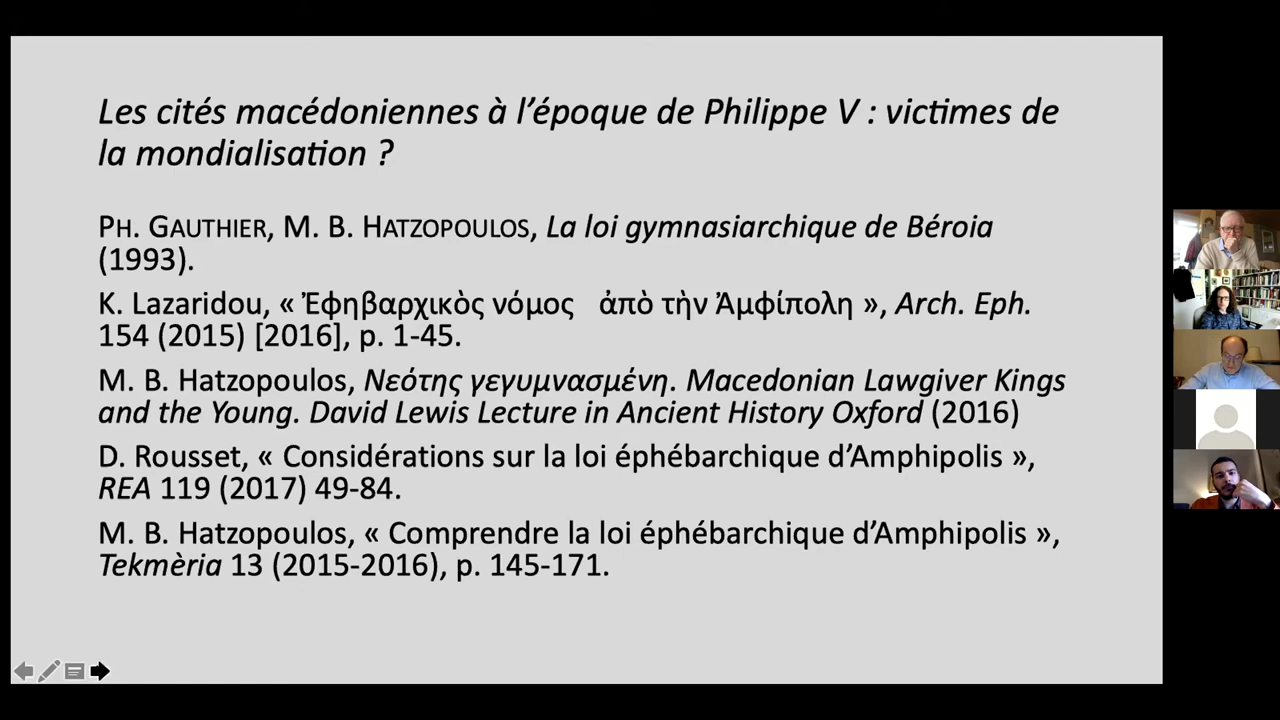 Les cités macédoniennes à l’époque de Philippe V : victimes de
la mondialisation ?
PH. GAUTHIER, M. B. HATZOPOULOS, La loi gymnasiarchique de Béroia
(1993).
K. Lazaridou, « Ἐφηβαρχικὸς νόμος ἀπὸ τὴν Ἀμφίπολη », Arch. Eph.
154 (2015) [2016], p. 1-45.
M. B. Hatzopoulos, Νεότης γεγυμνασμένη. Macedonian Lawgiver Kings
and the Young. David Lewis Lecture in Ancient History Oxford (2016)
D. Rousset, « Considérations sur la loi éphébarchique d’Amphipolis »,
REA 119 (2017) 49-84.
M. B. Hatzopoulos, « Comprendre la loi éphébarchique d’Amphipolis »,
Tekmèria 13 (2015-2016), p. 145-171.